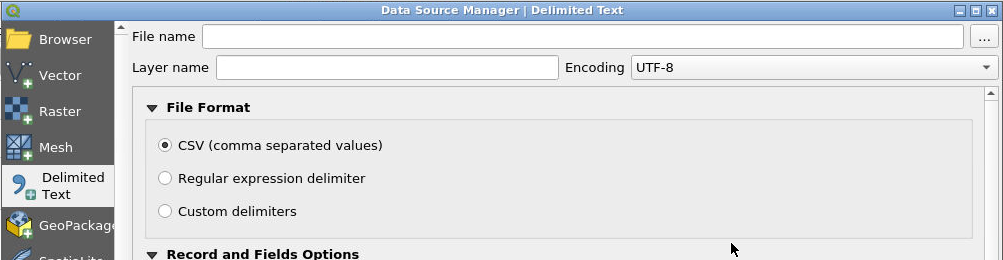 Data Source Manager | Delimited Text
Browser
Vector
Raster
Mesh
Delimited
Text
GeoPackage
File name
...
Layer name
Encoding UTF-8
File Format
CSV (comma separated values)
Regular expression delimiter
Custom delimiters
Record and Fields Options